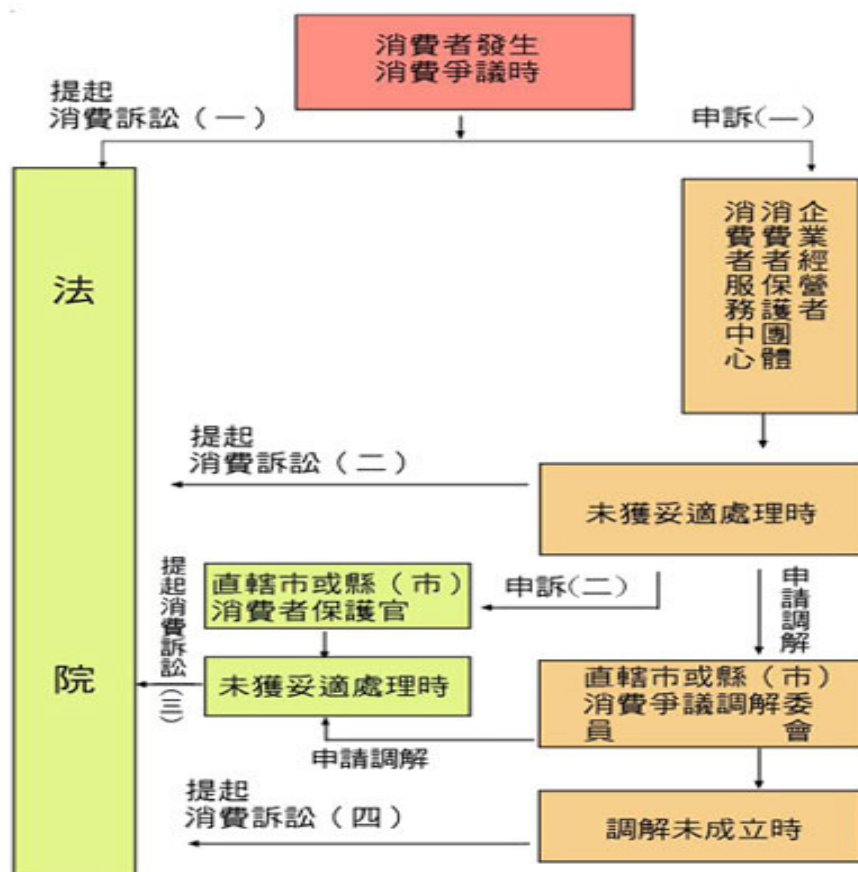 消費者發生
消費爭議時
提起
消費訴訟（一）
申訴(一)
法院
企業經營者
消費者保護團體
消費者服務中心
提起
消費訴訟（二）
未獲妥適處理時
提起消費訴訟(三)
直轄市或縣（市）
消費者保護官
申訴(二)
申請調解
未獲妥適處理時
直轄市或縣（市）
消費爭議調解委
員會
申請調解
提起
消費訴訟（四）
調解未成立時